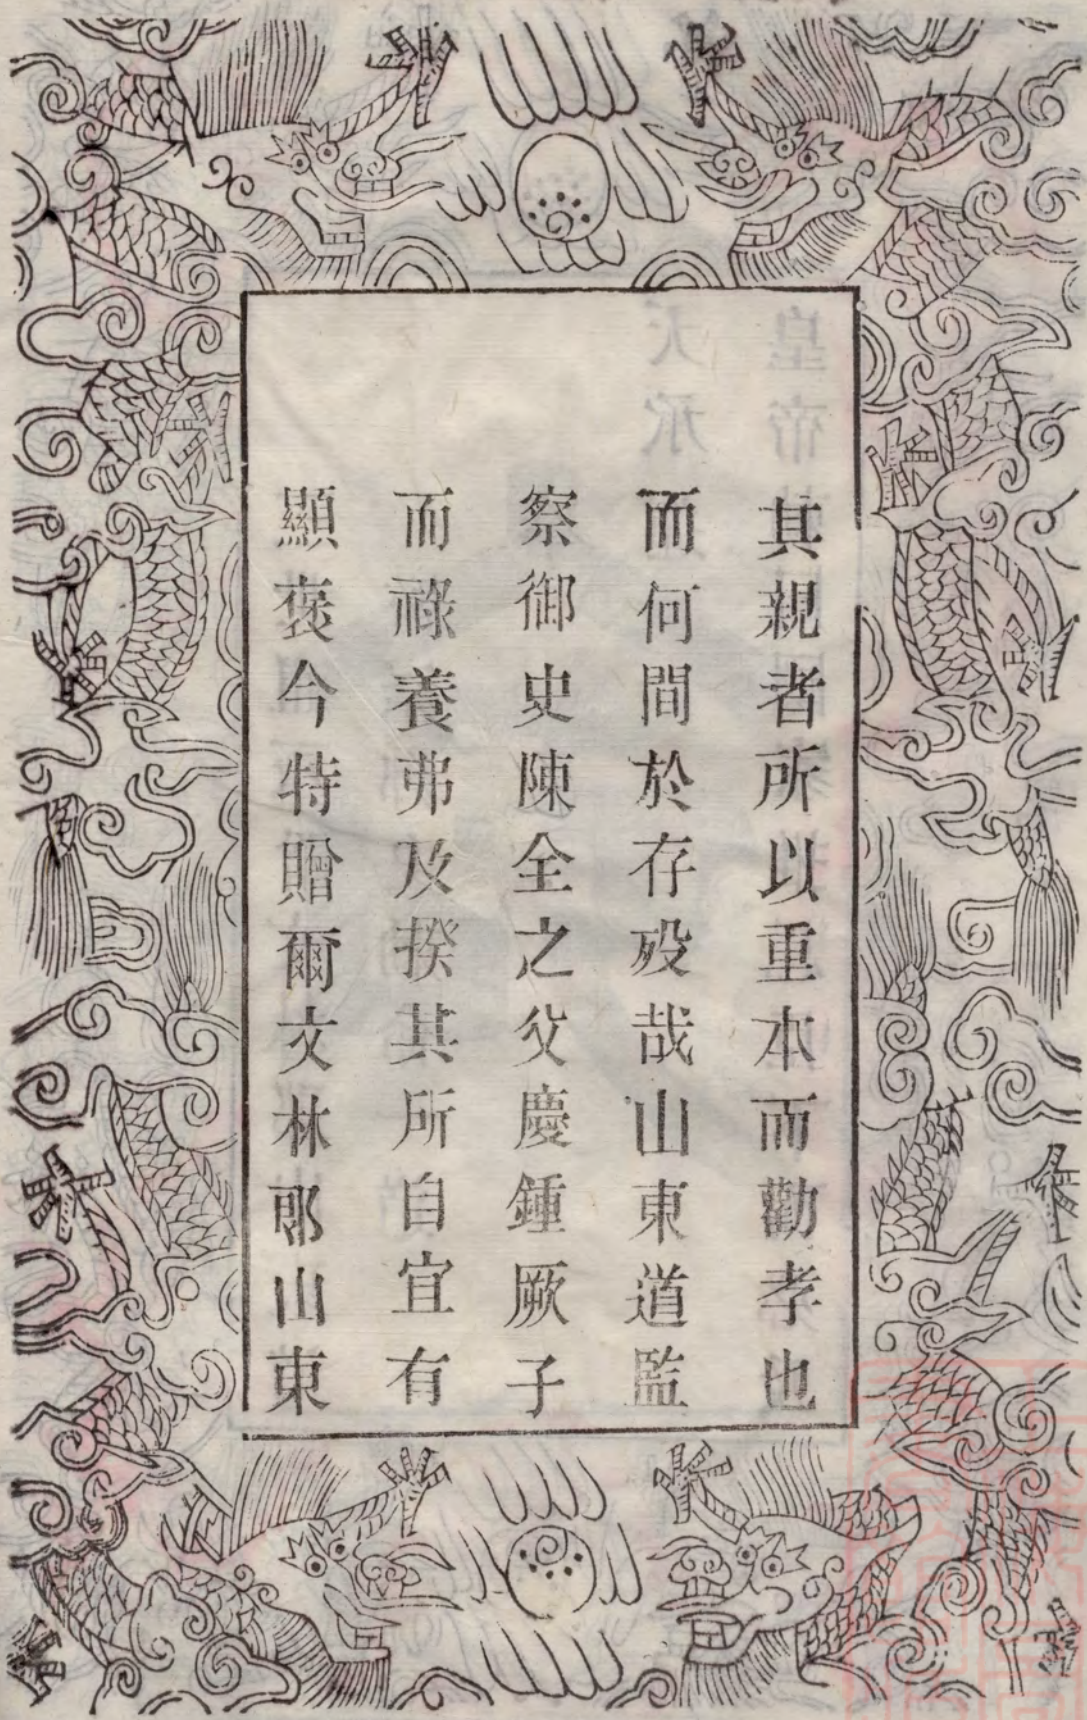 其親者所以重本而勸孝也
而何間於存歿哉山東道監
察御史陳全之父慶鍾厥子
而祿養弗及揆其所自宜有
顯褒今特贈爾文林郎山東